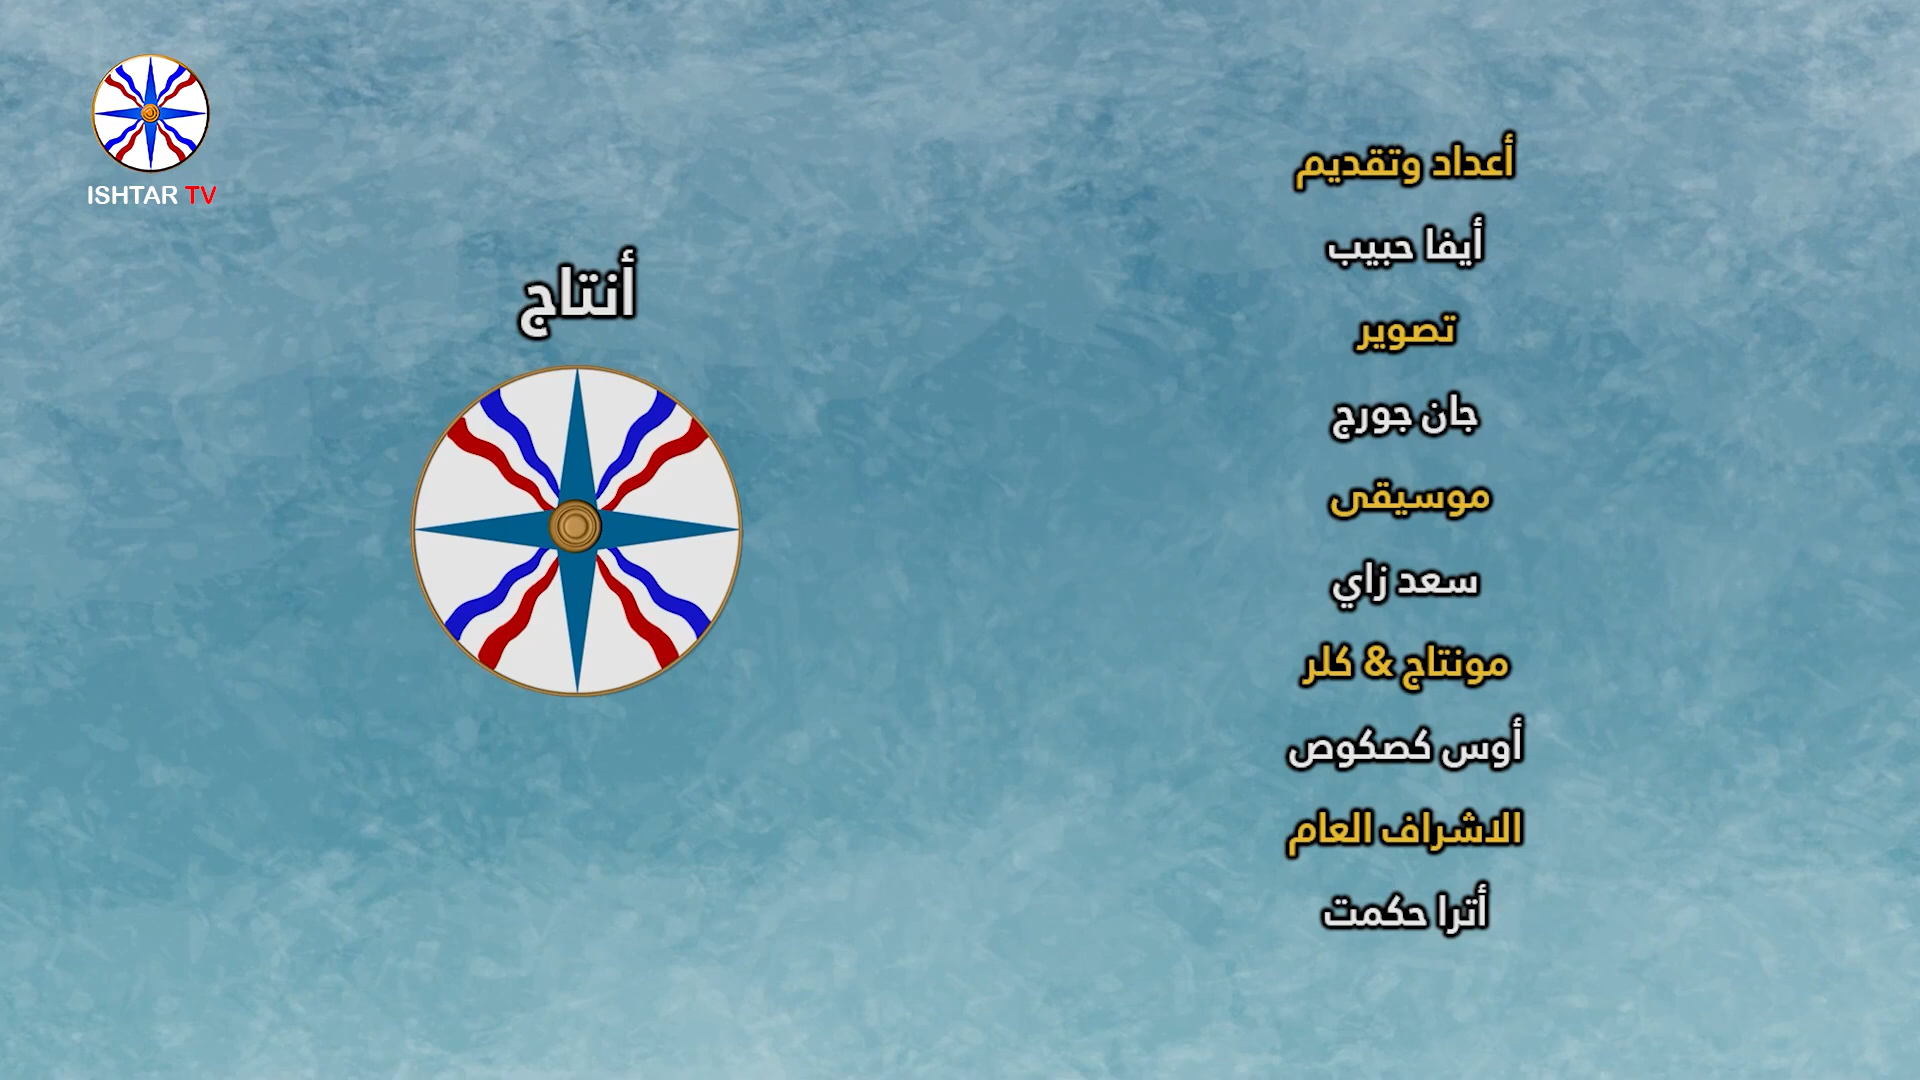 ISHTAR TV
أنتاج
أعداد وتقديم
أيفا حبيب
تصوير
جان جورج
موسيقى
سعد زاي
مونتاج & كلر
أوس كصكوص
الاشراف العام
أترا حكمت